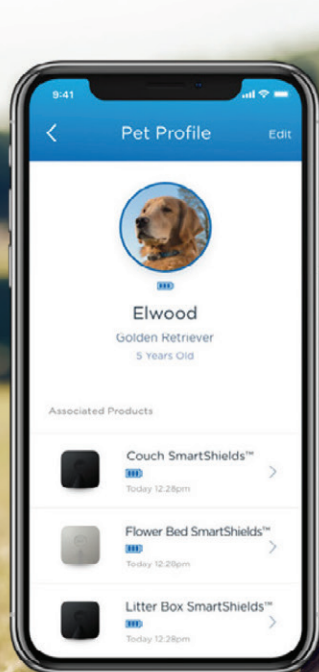 9:41
Pet Profile
Edit
Elwood
Golden Retriever
5 Years Old
Associated Products
Couch SmartShields™
Today 12:28pm
Flower Bed SmartShields™
Today 12:28pm
Litter Box SmartShields™
Today 12:28pm